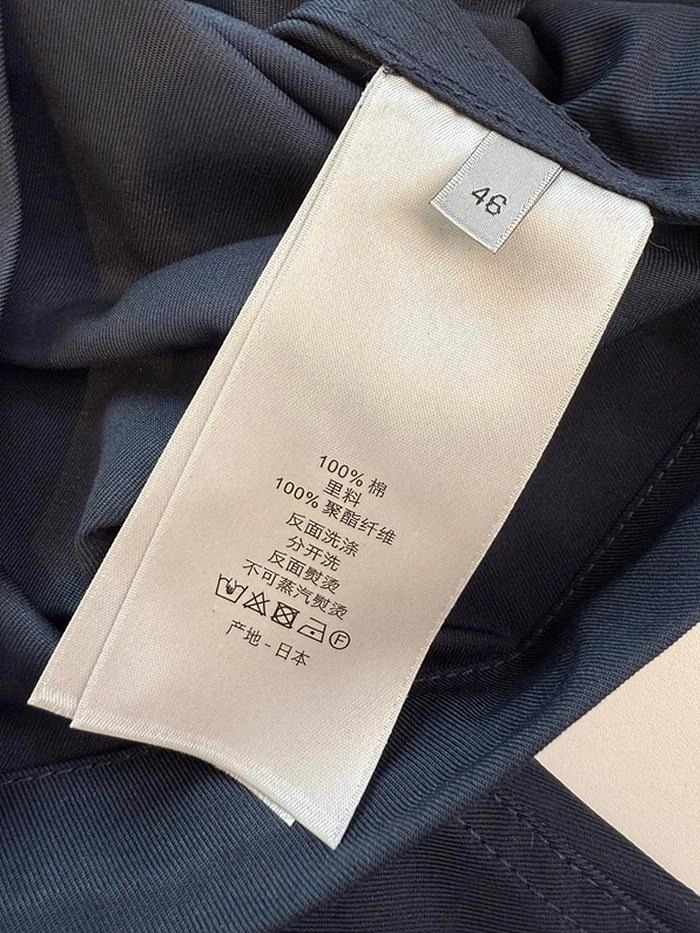 46
100% 棉
里料
100% 聚酯纤维
反面洗涤
分开洗
反面熨烫
不可蒸汽熨烫
F
产地 - 日本